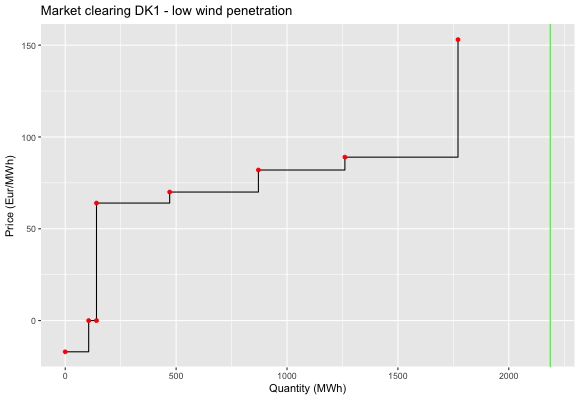 Market clearing DK1 - low wind penetration
150
100
50
0
Price (Eur/MWh)
0 500 1000 1500 2000
Quantity (MWh)